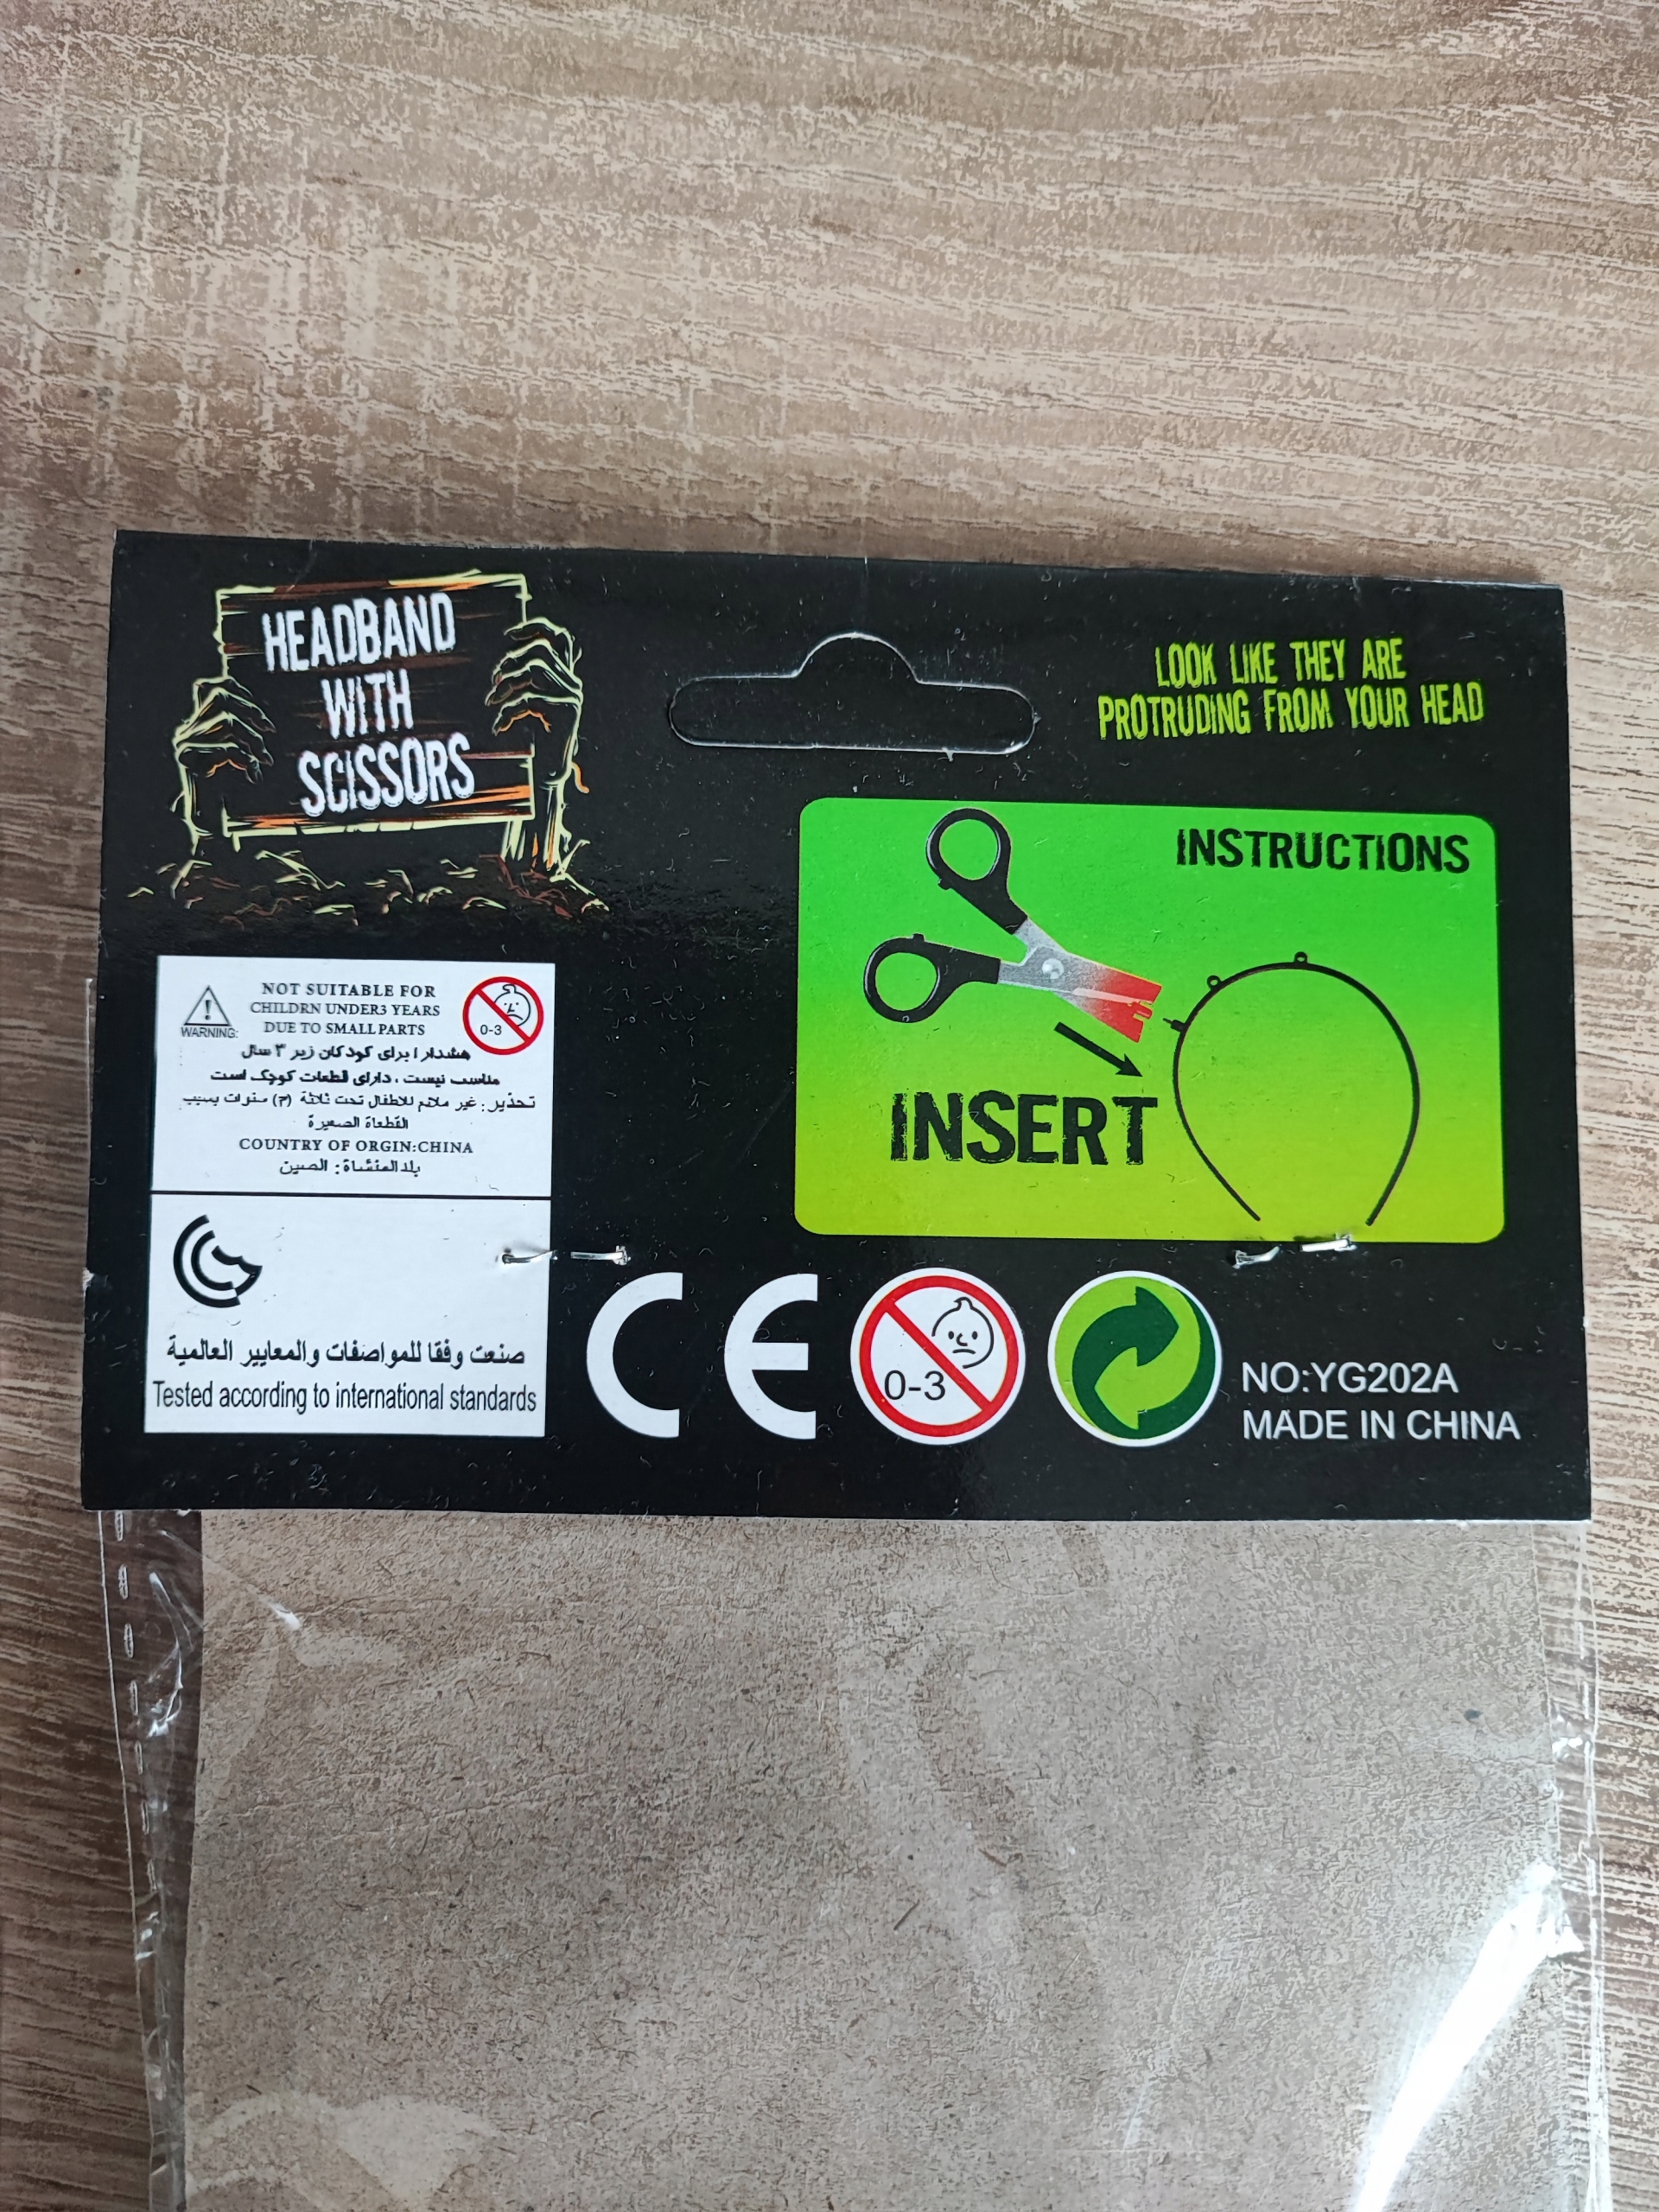 HEADBAND
WITH
SCISSORS
LOOK LIKE THEY ARE
PROTRUDING FROM YOUR HEAD
INSTRUCTIONS
INSERT
WARNING:
NOT SUITABLE FOR
CHILDRN UNDER3 YEARS
DUE TO SMALL PARTS
0-3
هشدار ! برای کودکان زیر ۳ سال
مناسب نیست ، دارای قطعات کوچک است
تحذير: غير ملائم للاطفال تحت ثلاثة (٣) سنوات بسبب
القطعاة الصغيرة
COUNTRY OF ORGIN:CHINA
بلد المنشاة: الصين
صنعت وفقا للمواصفات والمعايير العالمية
Tested according to international standards
CE
0-3
NO:YG202A
MADE IN CHINA